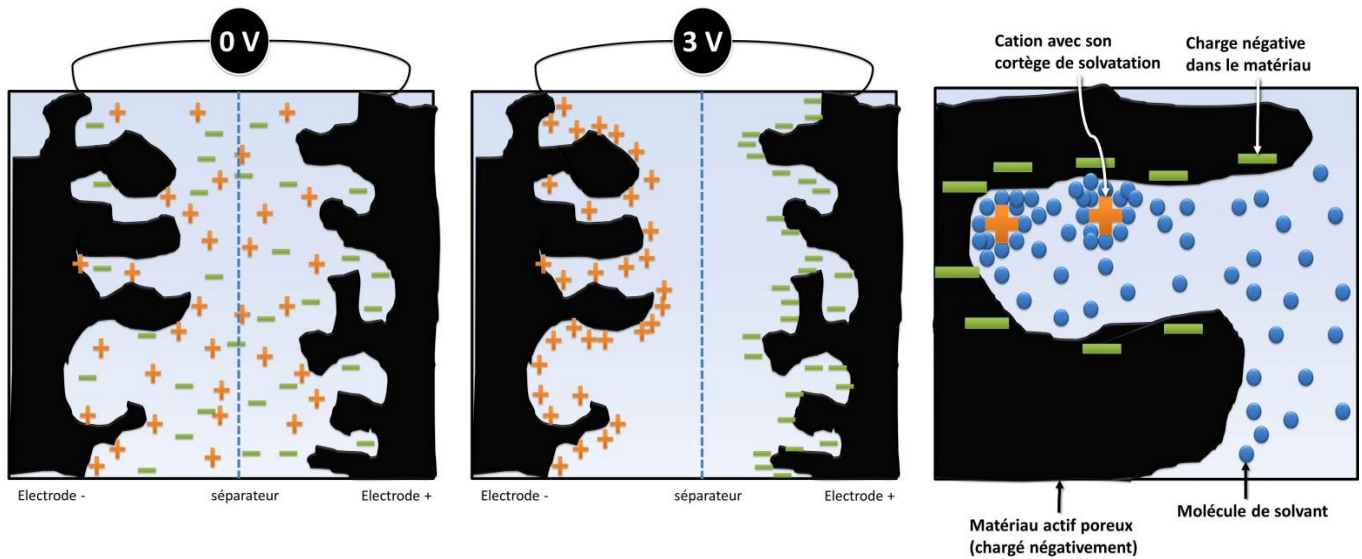 0 V
3 V
Cation avec son
cortège de solvatation
Charge négative
dans le matériau
Electrode -
séparateur
Electrode +
Electrode -
séparateur
Electrode +
Matériau actif poreux
(chargé négativement)
Molécule de solvant